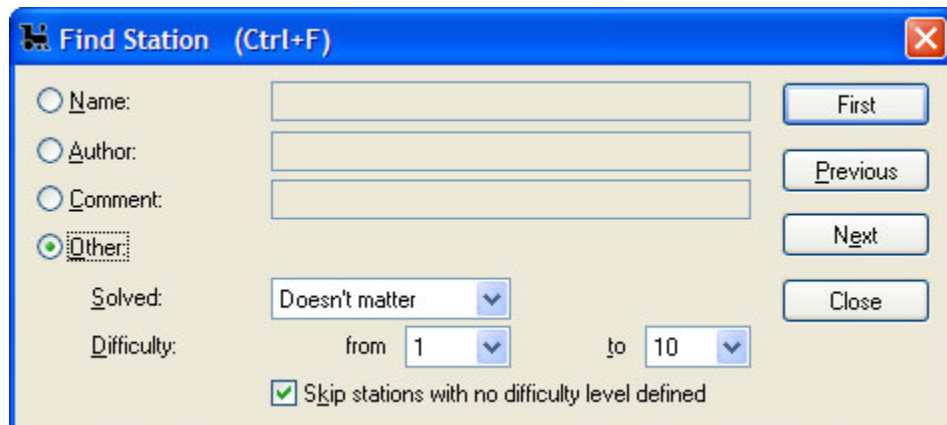 Find Station (Ctrl+F)
Name:
First
Author:
Previous
Comment:
Other:
Next
Solved: Doesn't matter
Close
Difficulty: from 1 to 10
Skip stations with no difficulty level defined